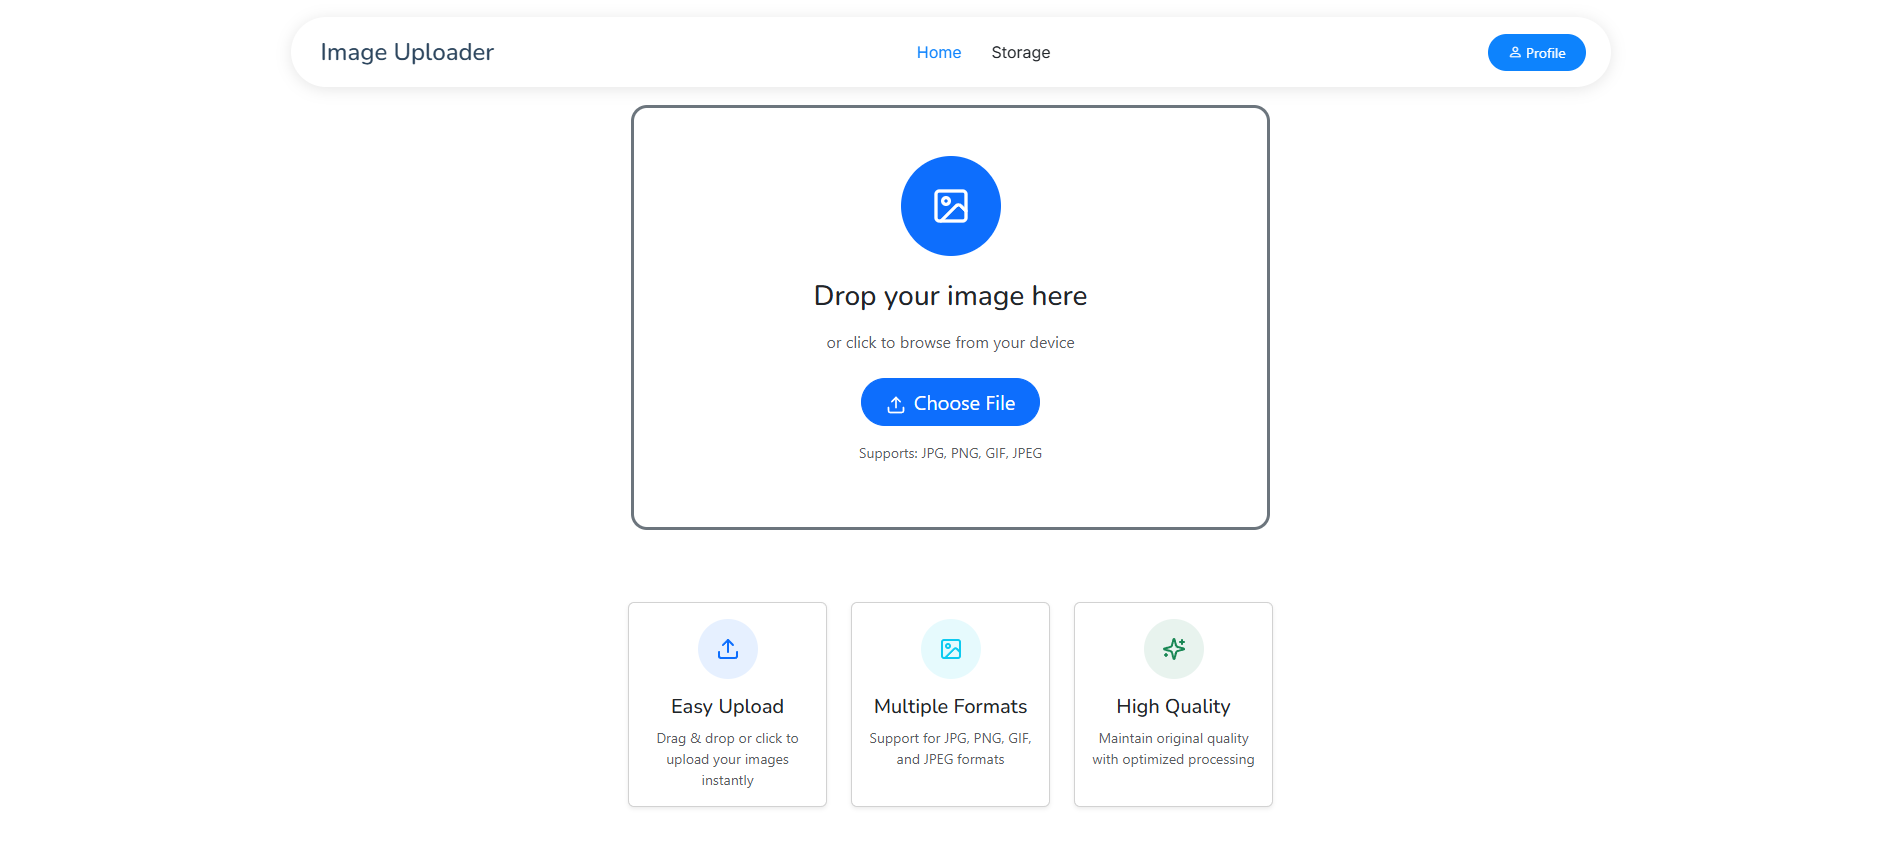 Image Uploader
Home
Storage
Profile
Drop your image here
or click to browse from your device
Choose File
Supports: JPG, PNG, GIF, JPEG
Easy Upload
Drag & drop or click to
upload your images
instantly
Multiple Formats
Support for JPG, PNG, GIF,
and JPEG formats
High Quality
Maintain original quality
with optimized processing